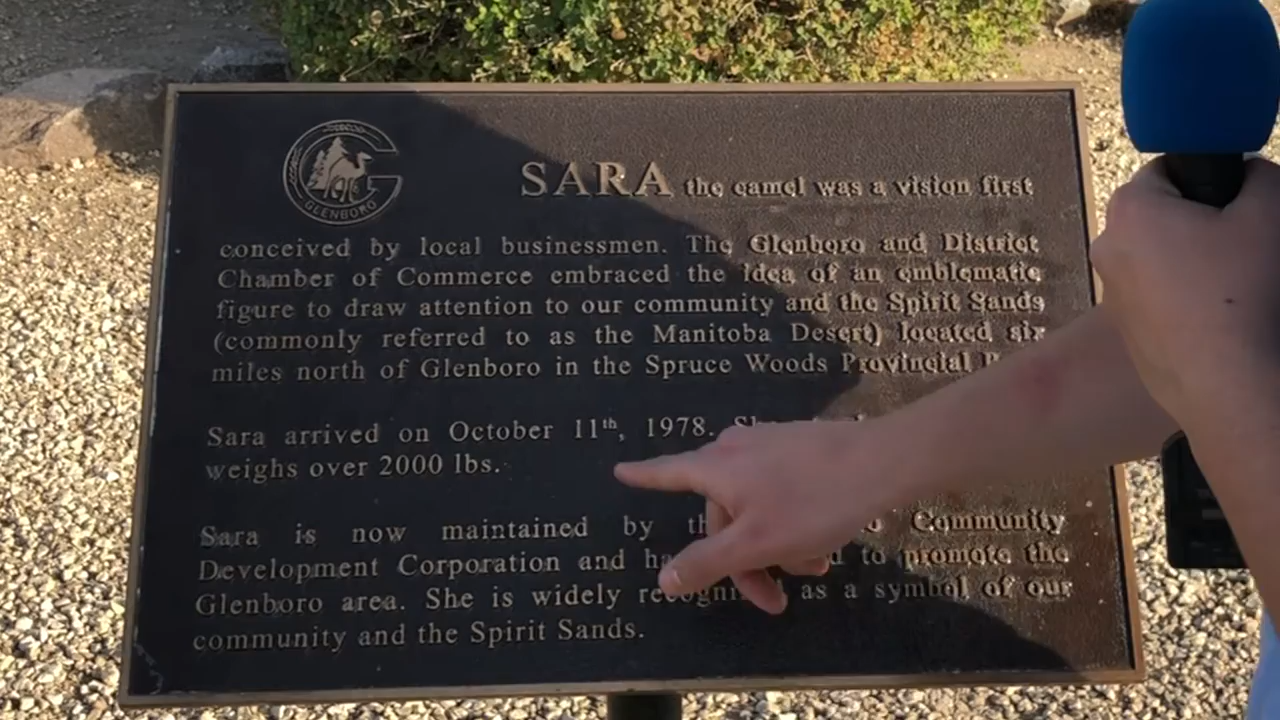 GLENBORO
SARA the camel was a vision first
conceived by local businessmen. The Glenboro and District
Chamber of Commerce embraced the idea of an emblematic
figure to draw attention to our community and the Spirit Sands
(commonly referred to as the Manitoba Desert) located six
miles north of Glenboro in the Spruce Woods Provincial
Sara arrived on October 11th, 1978.
weighs over 2000 lbs.
Sara is now maintained by Community
Development Corporation and to promote the
Glenboro area. She is widely as a symbol of our
community and the Spirit Sands.